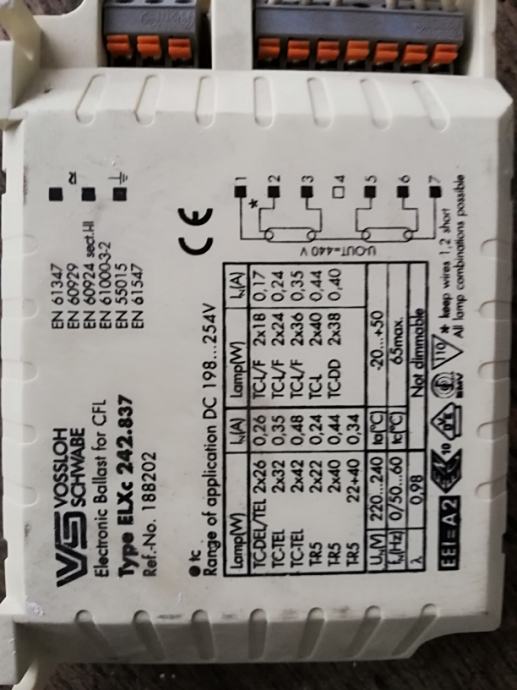 VS VOSSLOH
SCHWABE
Electronic Ballast for CFL
Type ELXc 242.837
Ref.-No. 188202
EN 61347
EN 60929
EN 60924 sect.HI
EN 61000-3-2
EN 55015
EN 61547
CE
tc
Range of application DC 198...254V
Lamp(W) IN(A) Lamp(W) IN(A)
TC-DEL/TEL 2x26 0,26 TC-L/F 2x18 0,17
TC-TEL 2x32 0,35 TC-L/F 2x24 0,24
TC-TEL 2x42 0,48 TC-L/F 2x36 0,35
T-R5 2x22 0,24 TC-L 2x40 0,44
T-R5 2x40 0,44 TC-DD 2x38 0,40
T-R5 22+40 0,34
UN(V) 220...240 ta(°C) -20...+50
fN(Hz) 0/50...60 tc(°C) 65max.
λ 0,98 Not dimmable
EEI=A2
10
110
1 2 3 4 5 6 7
*
U-OUT=440 V
* keep wires 1,2 short
All lamp combinations possible